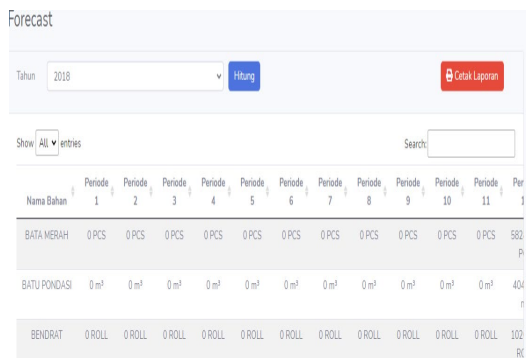 Forecast
Tahun 2018 Hitung Cetak Laporan
Show All entries Search:
Nama Bahan Periode 1 Periode 2 Periode 3 Periode 4 Periode 5 Periode 6 Periode 7 Periode 8 Periode 9 Periode 10 Periode 11
BATA MERAH 0 PCS 0 PCS 0 PCS 0 PCS 0 PCS 0 PCS 0 PCS 0 PCS 0 PCS 0 PCS 0 PCS
BATU PONDASI 0 m³ 0 m³ 0 m³ 0 m³ 0 m³ 0 m³ 0 m³ 0 m³ 0 m³ 0 m³ 0 m³
BENDRAT 0 ROLL 0 ROLL 0 ROLL 0 ROLL 0 ROLL 0 ROLL 0 ROLL 0 ROLL 0 ROLL 0 ROLL 0 ROLL